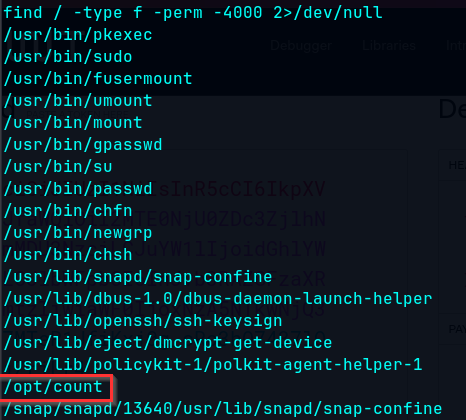 find / -type f -perm -4000 2>/dev/null
/usr/bin/pkexec
/usr/bin/sudo
Debugger Libraries
/usr/bin/fusermount
/usr/bin/umount
/usr/bin/mount
/usr/bin/gpasswd
/usr/bin/su
/usr/bin/passwd
/usr/bin/chfn
/usr/bin/newgrp
/usr/bin/chsh
/usr/lib/snapd/snap-confine
/usr/lib/dbus-1.0/dbus-daemon-launch-helper
/usr/lib/openssh/ssh-keysign
/usr/lib/eject/dmcrypt-get-device
/usr/lib/policykit-1/polkit-agent-helper-1
/opt/count
/snap/snapd/13640/usr/lib/snapd/snap-confine